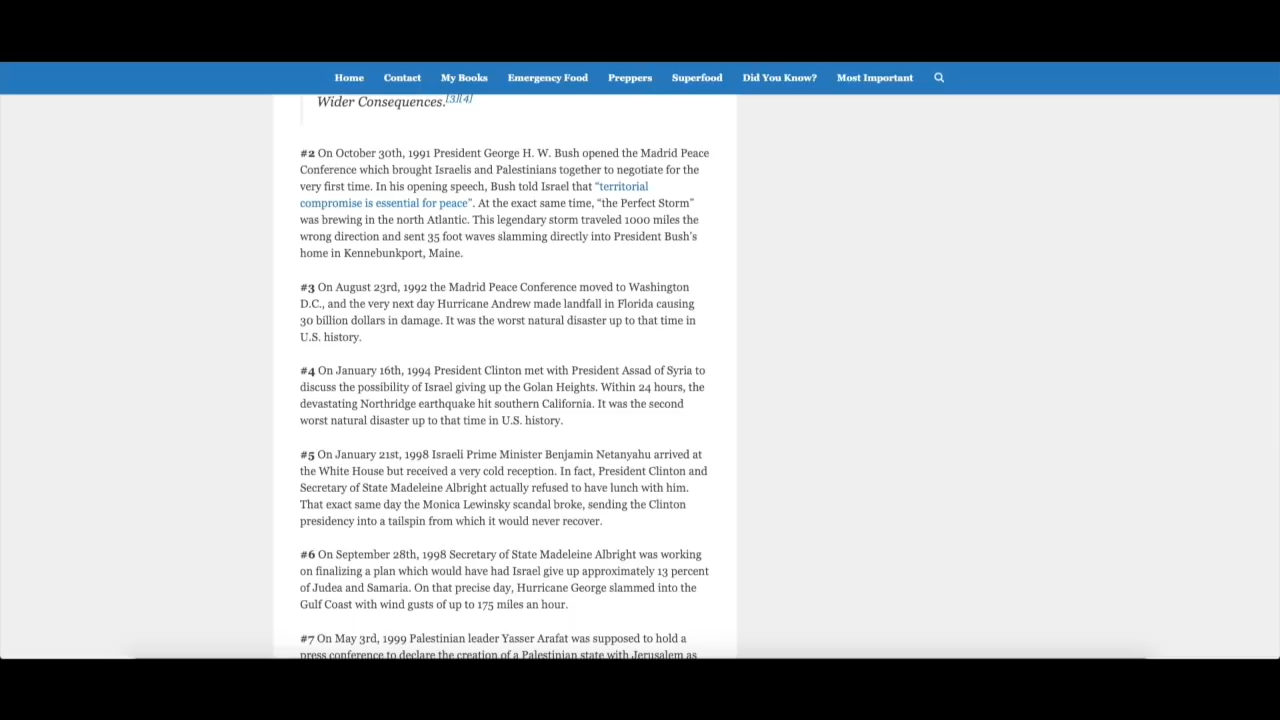 Home Contact My Books Emergency Food Preppers Superfood Did You Know? Most Important
Wider Consequences.[3][4]
#2 On October 30th, 1991 President George H. W. Bush opened the Madrid Peace
Conference which brought Israelis and Palestinians together to negotiate for the
very first time. In his opening speech, Bush told Israel that “territorial
compromise is essential for peace”. At the exact same time, “the Perfect Storm”
was brewing in the north Atlantic. This legendary storm traveled 1000 miles the
wrong direction and sent 35 foot waves slamming directly into President Bush’s
home in Kennebunkport, Maine.
#3 On August 23rd, 1992 the Madrid Peace Conference moved to Washington
D.C., and the very next day Hurricane Andrew made landfall in Florida causing
30 billion dollars in damage. It was the worst natural disaster up to that time in
U.S. history.
#4 On January 16th, 1994 President Clinton met with President Assad of Syria to
discuss the possibility of Israel giving up the Golan Heights. Within 24 hours, the
devastating Northridge earthquake hit southern California. It was the second
worst natural disaster up to that time in U.S. history.
#5 On January 21st, 1998 Israeli Prime Minister Benjamin Netanyahu arrived at
the White House but received a very cold reception. In fact, President Clinton and
Secretary of State Madeleine Albright actually refused to have lunch with him.
That exact same day the Monica Lewinsky scandal broke, sending the Clinton
presidency into a tailspin from which it would never recover.
#6 On September 28th, 1998 Secretary of State Madeleine Albright was working
on finalizing a plan which would have had Israel give up approximately 13 percent
of Judea and Samaria. On that precise day, Hurricane George slammed into the
Gulf Coast with wind gusts of up to 175 miles an hour.
#7 On May 3rd, 1999 Palestinian leader Yasser Arafat was supposed to hold a
press conference to declare the creation of a Palestinian state with Jerusalem as